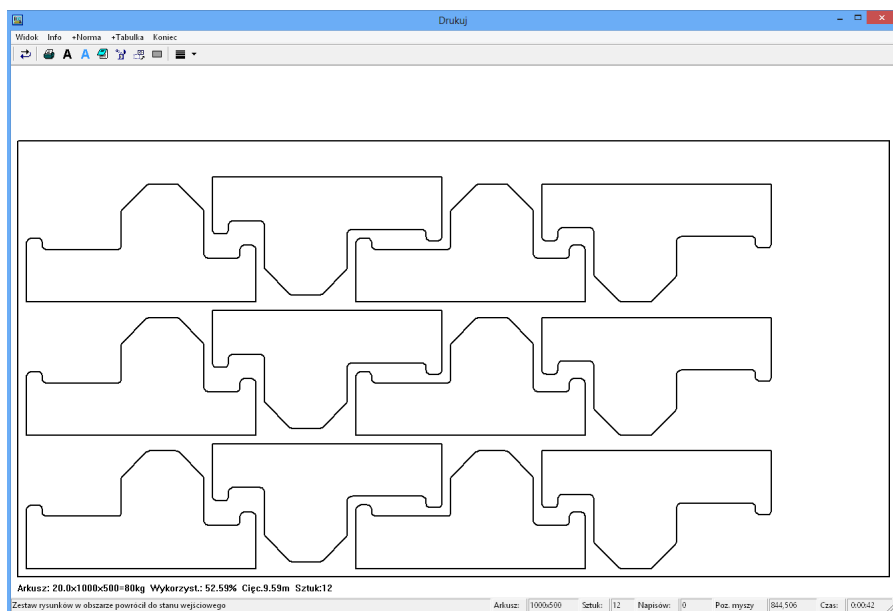 Drukuj
Widok Info +Norma +Tabulka Koniec
A A
Arkusz: 20.0x1000x500=80kg Wykorzyst.: 52.59% Cięc.9.59m Sztuk:12
Zestaw rysunków w obszarze powrócił do stanu wejściowego Arkusz: 1000x500 Sztuk: 12 Napisów: 0 Poz. myszy 844,506 Czas: 0:00:42